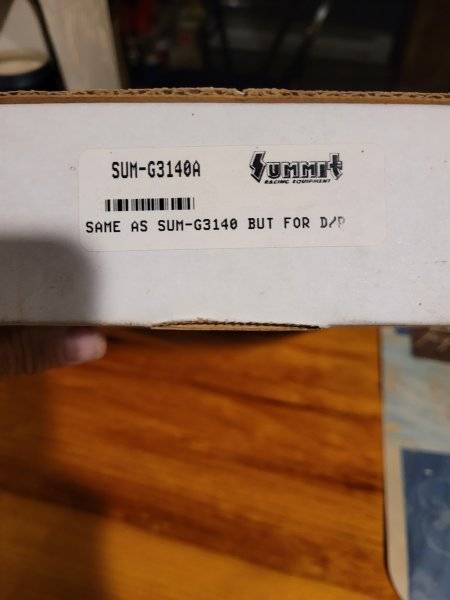 SUM-G3140A
SUMMIT
RACING EQUIPMENT
SAME AS SUM-G3140 BUT FOR D/P